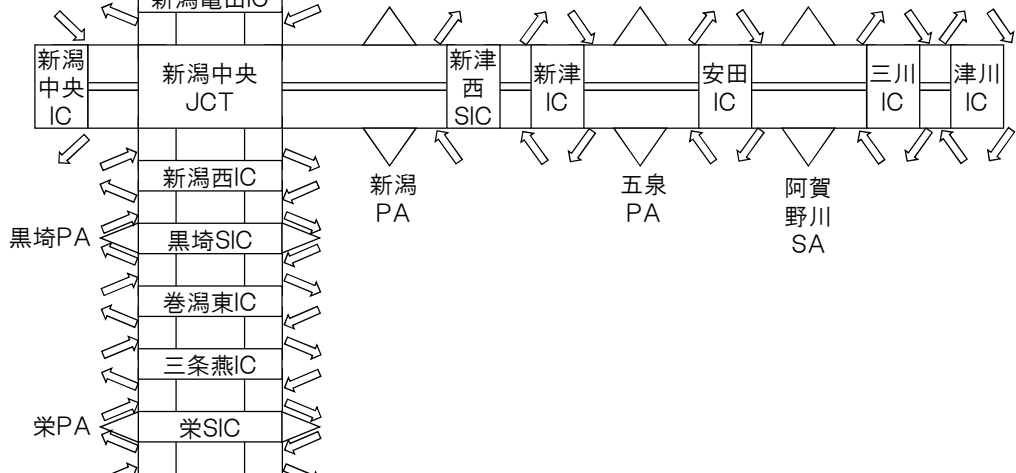 新潟亀田IC
新潟
中央
IC
新潟中央
JCT
新津
西
SIC
新津
IC
安田
IC
三川
IC
津川
IC
新潟西IC
新潟
PA
五泉
PA
阿賀
野川
SA
黒埼PA
黒埼SIC
巻潟東IC
三条燕IC
栄PA
栄SIC